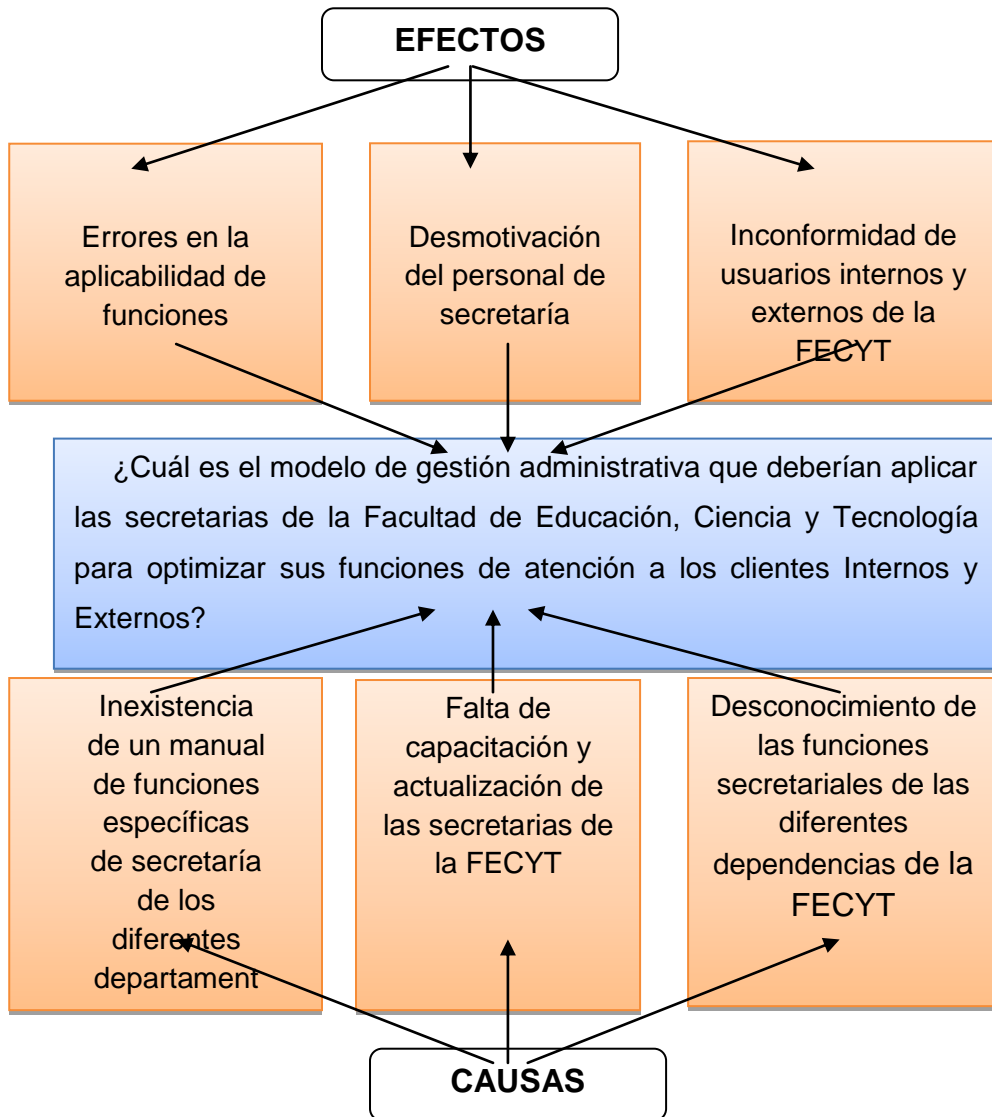 EFECTOS
Errores en la
aplicabilidad de
funciones
Desmotivación
del personal de
secretaría
Inconformidad de
usuarios internos y
externos de la
FECYT
¿Cuál es el modelo de gestión administrativa que deberían aplicar
las secretarias de la Facultad de Educación, Ciencia y Tecnología
para optimizar sus funciones de atención a los clientes Internos y
Externos?
Inexistencia
de un manual
de funciones
específicas
de secretaría
de los
diferentes
departament
Falta de
capacitación y
actualización de
las secretarias de
la FECYT
Desconocimiento de
las funciones
secretariales de las
diferentes
dependencias de la
FECYT
CAUSAS